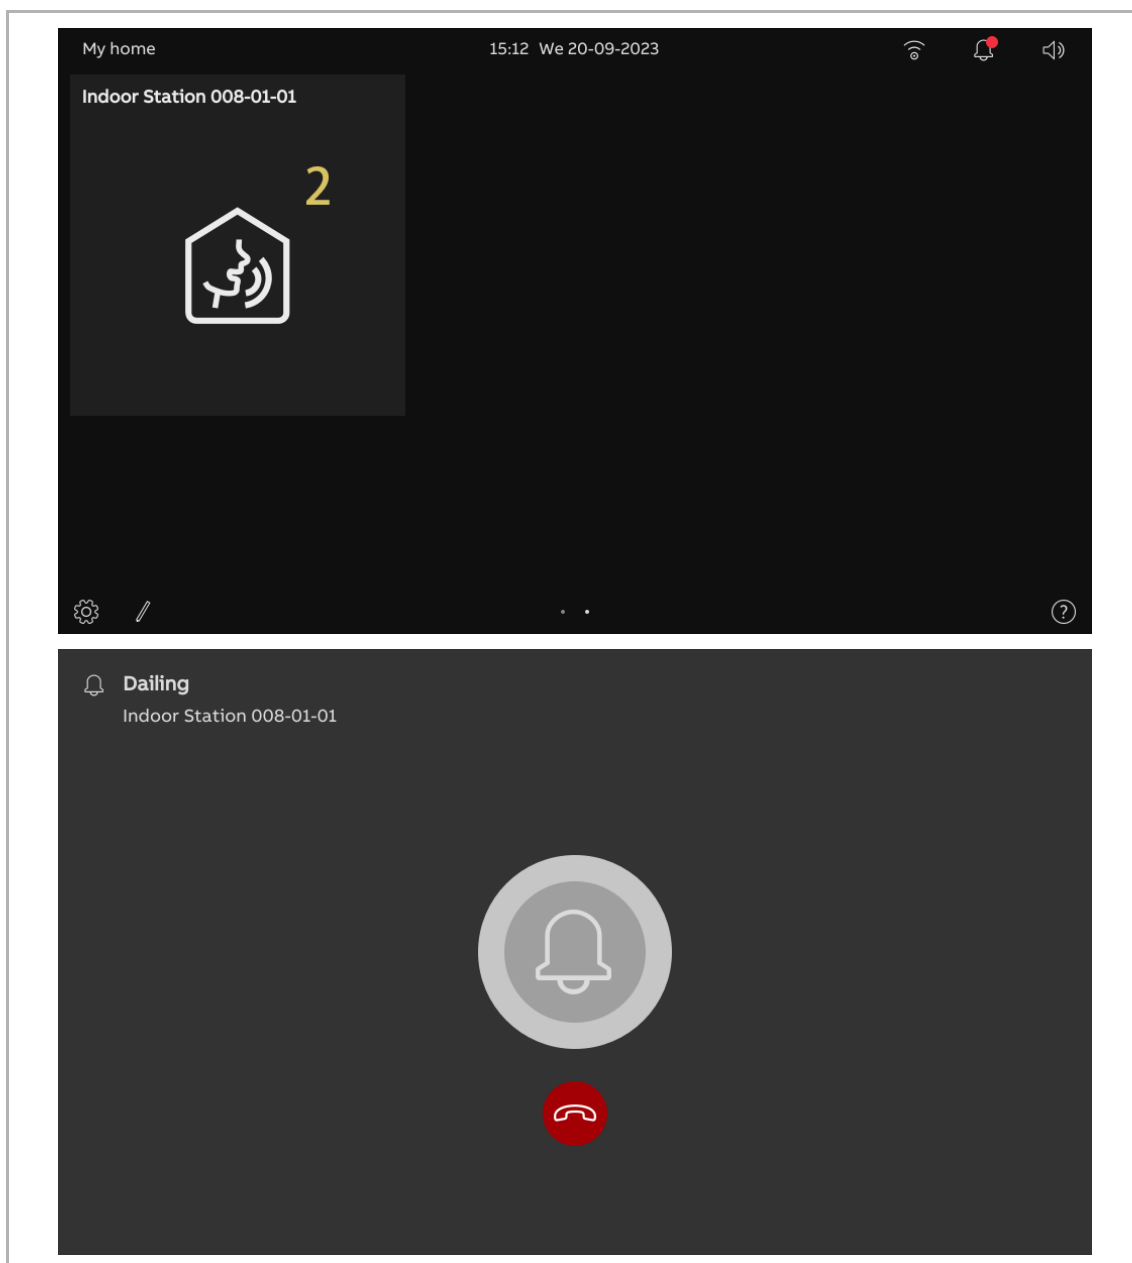 My home 15:12 We 20-09-2023
Indoor Station 008-01-01
2
?
Dailing
Indoor Station 008-01-01